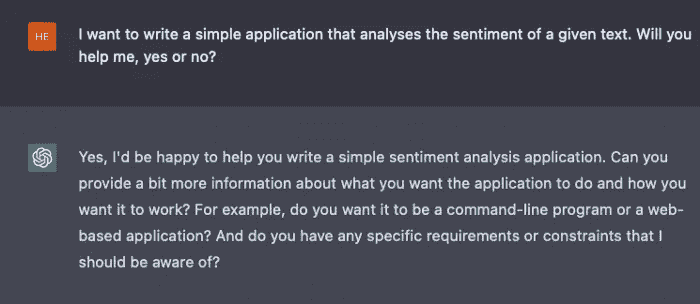 HE
I want to write a simple application that analyses the sentiment of a given text. Will you
help me, yes or no?
Yes, I'd be happy to help you write a simple sentiment analysis application. Can you
provide a bit more information about what you want the application to do and how you
want it to work? For example, do you want it to be a command-line program or a web-
based application? And do you have any specific requirements or constraints that I
should be aware of?